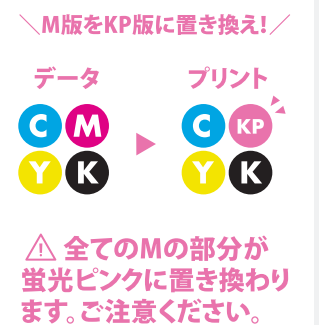 ＼M版をKP版に置き換え!／
データ プリント
C M C KP
Y K Y K
全てのMの部分が
蛍光ピンクに置き換わり
ます。ご注意ください。